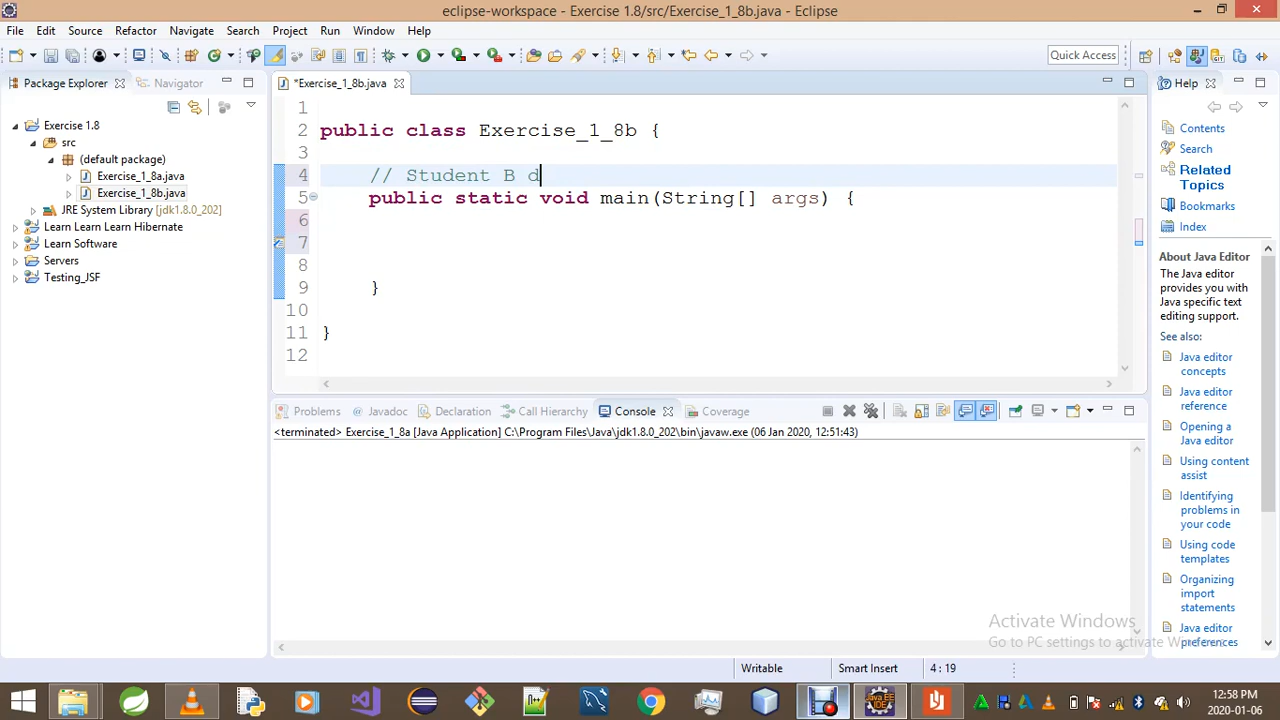 eclipse-workspace - Exercise 1.8/src/Exercise_1_8b.java - Eclipse
File Edit Source Refactor Navigate Search Project Run Window Help
Quick Access
Package Explorer Navigator
*Exercise_1_8b.java
Help
Exercise 1.8
src
(default package)
Exercise_1_8a.java
Exercise_1_8b.java
JRE System Library [jdk1.8.0_202]
Learn Learn Learn Hibernate
Learn Software
Servers
Testing_JSF
1
2 public class Exercise_1_8b {
3
4 // Student B d
5 public static void main(String[] args) {
6
7
8
9 }
10
11 }
12
Contents
Search
Related
Topics
Bookmarks
Index
About Java Editor
The Java editor
provides you with
Java specific text
editing support.
See also:
Java editor
concepts
Java editor
reference
Opening a
Java editor
Using content
assist
Identifying
problems in
your code
Using code
templates
Organizing
import
statements
Java editor
preferences
Problems Javadoc Declaration Call Hierarchy Console Coverage
<terminated> Exercise_1_8a [Java Application] C:\Program Files\Java\jdk1.8.0_202\bin\javaw.exe (06 Jan 2020, 12:51:43)
Activate Windows
Go to PC settings to activate Windows.
Writable Smart Insert 4 : 19
JAVA EE
IDE
12:58 PM
2020-01-06